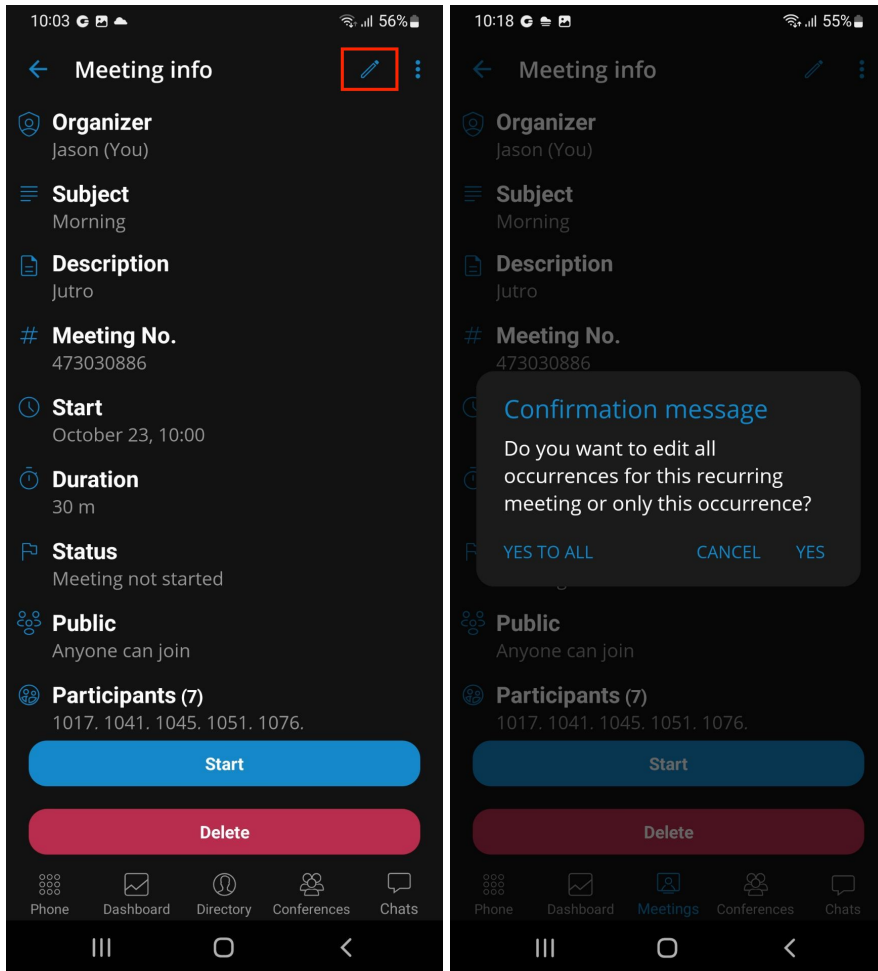 10:03 G 56%
Meeting info
Organizer
Jason (You)
Subject
Morning
Description
Jutro
# Meeting No.
473030886
Start
October 23, 10:00
Duration
30 m
Status
Meeting not started
Public
Anyone can join
Participants (7)
1017. 1041. 1045. 1051. 1076.
Start
Delete
Phone Dashboard Directory Conferences Chats
10:18 G 55%
Meeting info
Organizer
Jason (You)
Subject
Morning
Description
Jutro
# Meeting No.
473030886
Confirmation message
Do you want to edit all
occurrences for this recurring
meeting or only this occurrence?
YES TO ALL CANCEL YES
Public
Anyone can join
Participants (7)
1017. 1041. 1045. 1051. 1076.
Start
Delete
Phone Dashboard Meetings Conferences Chats